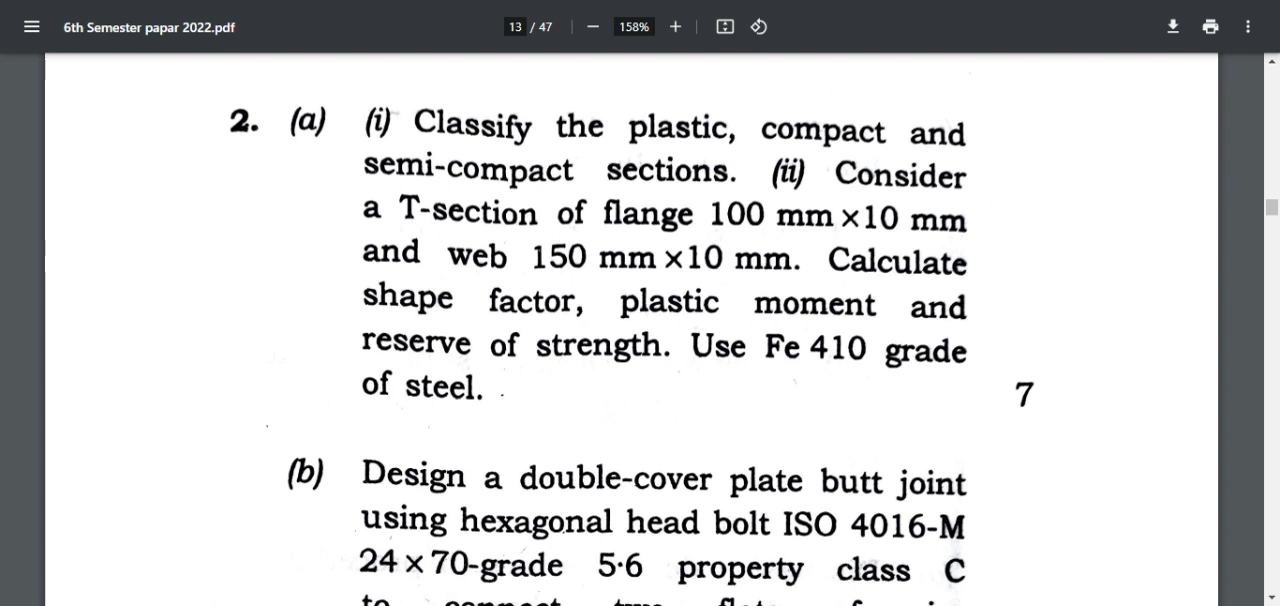 6th Semester papar 2022.pdf 13 / 47 158%
2. (a) (i) Classify the plastic, compact and
semi-compact sections. (ii) Consider
a T-section of flange 100 mm×10 mm
and web 150 mm×10 mm. Calculate
shape factor, plastic moment and
reserve of strength. Use Fe 410 grade
of steel. 7
(b) Design a double-cover plate butt joint
using hexagonal head bolt ISO 4016-M
24×70-grade 5·6 property class C
to connect two